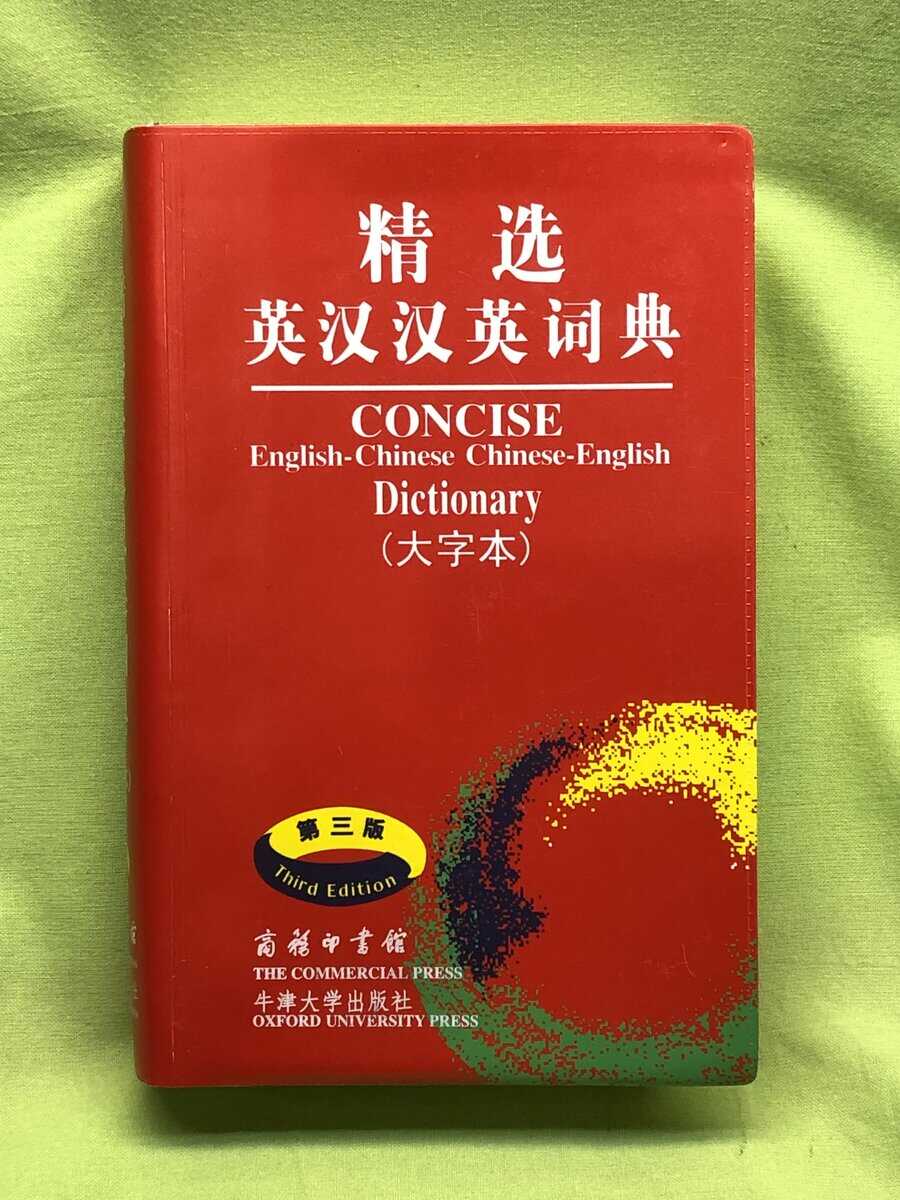 精选
英汉汉英词典
CONCISE
English-Chinese Chinese-English
Dictionary
(大字本)
第三版
Third Edition
商務印書館
THE COMMERCIAL PRESS
牛津大学出版社
OXFORD UNIVERSITY PRESS